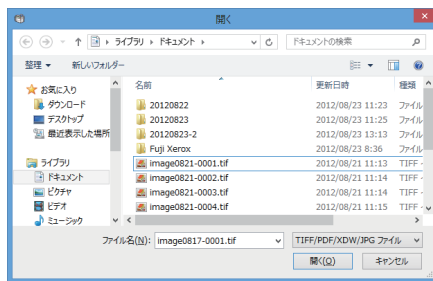 開く
ライブラリ ▸ ドキュメント ▸
ドキュメントの検索
整理 ▼ 新しいフォルダー
名前 更新日時 種類
お気に入り
ダウンロード
デスクトップ
最近表示した場所
ライブラリ
ドキュメント
ピクチャ
ビデオ
ミュージック
20120822 2012/08/23 11:23 ファイル
20120823 2012/08/23 11:25 ファイル
20120823-2 2012/08/23 13:13 ファイル
Fuji Xerox 2012/08/23 8:36 ファイル
image0821-0001.tif 2012/08/21 11:13 TIFF -
image0821-0002.tif 2012/08/21 11:14 TIFF -
image0821-0003.tif 2012/08/21 11:14 TIFF -
image0821-0004.tif 2012/08/21 11:15 TIFF -
ファイル名(N): image0817-0001.tif TIFF/PDF/XDW/JPG ファイル
開く(O) キャンセル